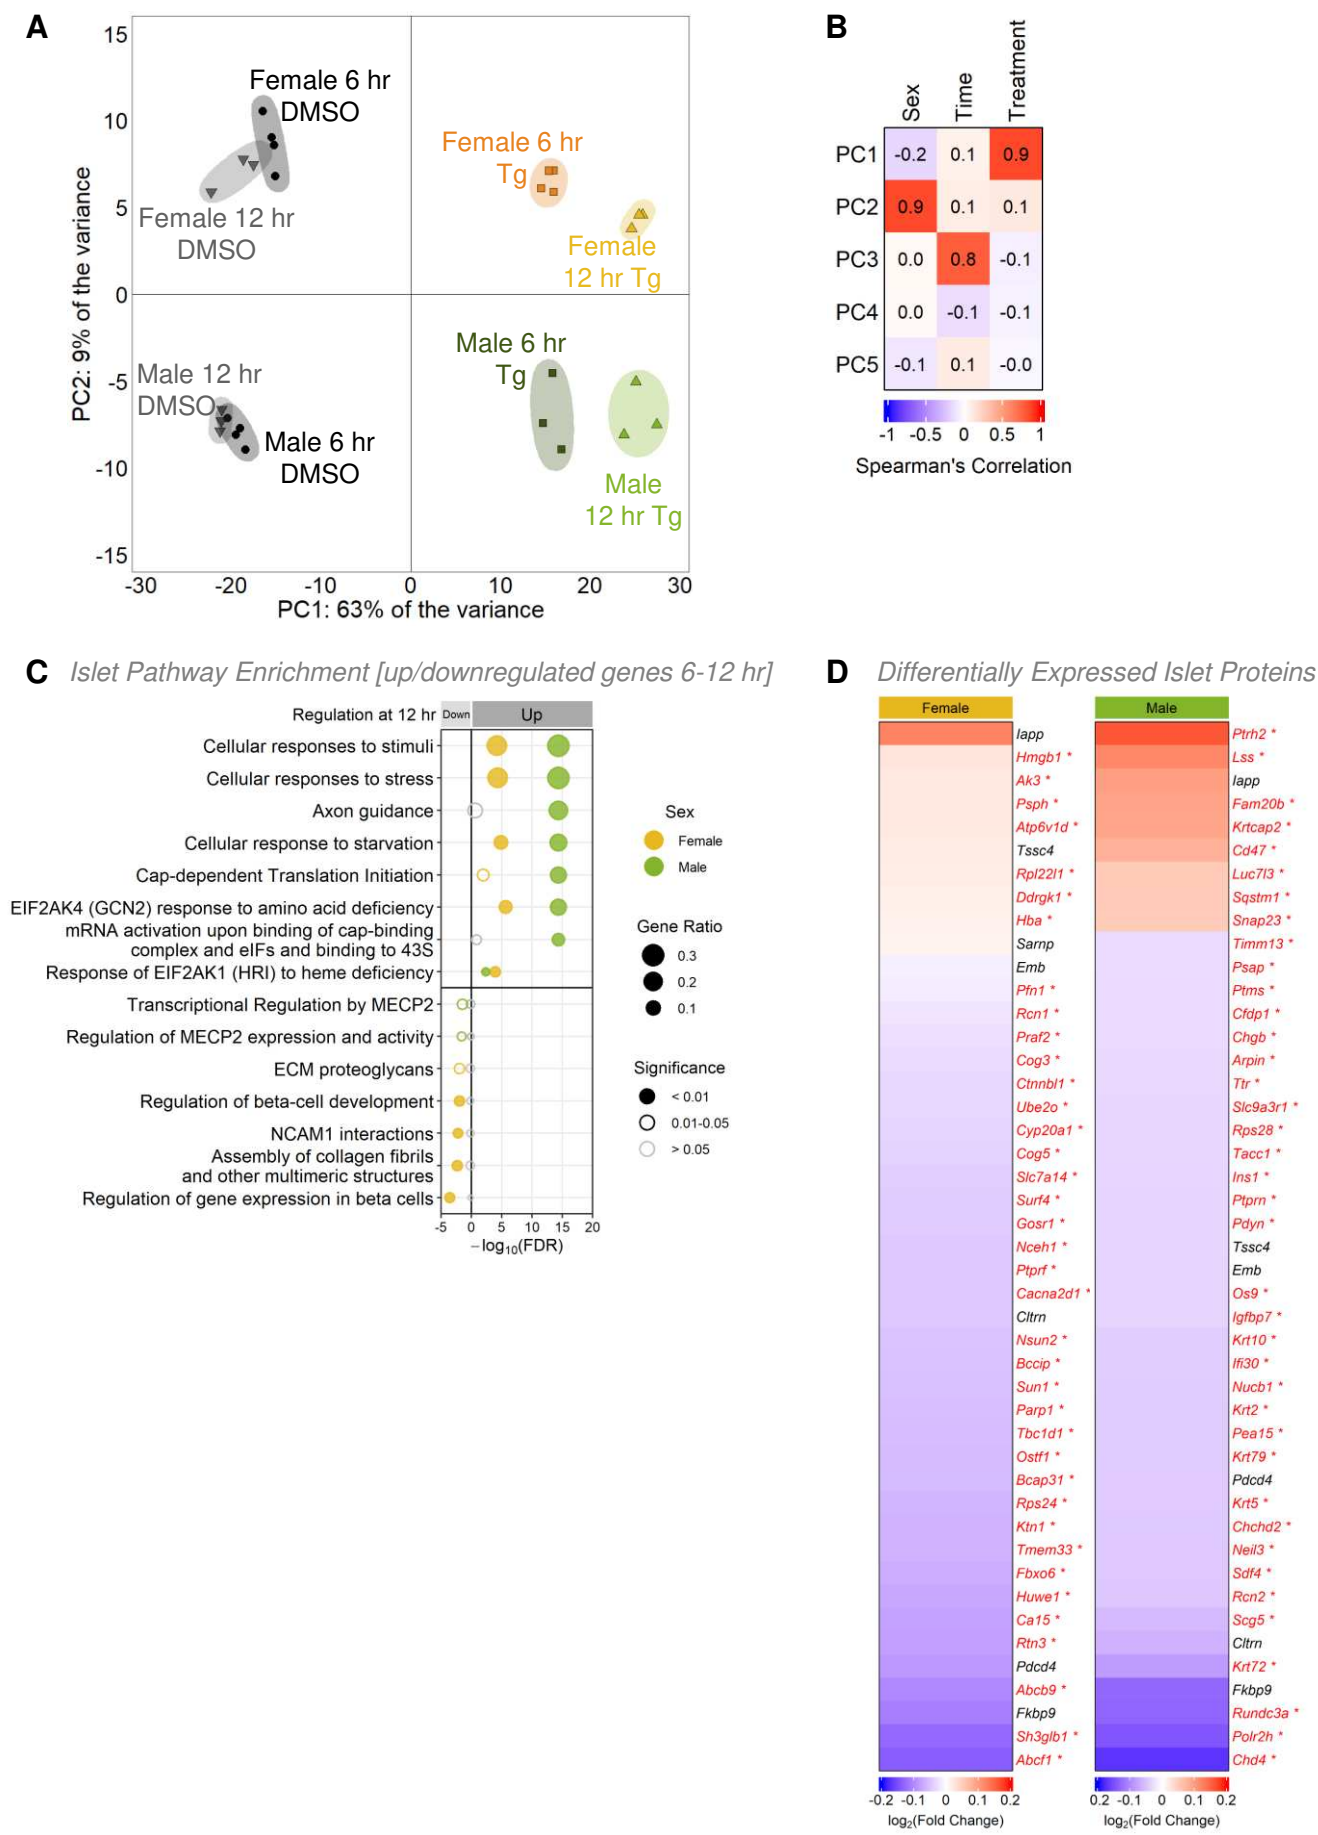 A
15
10
5
0
-5
-10
-15
PC2: 9% of the variance
-30
-20
-10
0
10
20
30
PC1: 63% of the variance
Female 6 hr
DMSO
Female 12 hr
DMSO
Female 6 hr
Tg
Female
12 hr Tg
Male 12 hr
DMSO
Male 6 hr
DMSO
Male 6 hr
Tg
Male
12 hr Tg
B
Sex
Time
Treatment
PC1 -0.2 0.1 0.9
PC2 0.9 0.1 0.1
PC3 0.0 0.8 -0.1
PC4 0.0 -0.1 -0.1
PC5 -0.1 0.1 -0.0
-1 -0.5 0 0.5 1
Spearman's Correlation
C Islet Pathway Enrichment [up/downregulated genes 6-12 hr]
Regulation at 12 hr Down Up
Cellular responses to stimuli
Cellular responses to stress
Axon guidance
Cellular response to starvation
Cap-dependent Translation Initiation
EIF2AK4 (GCN2) response to amino acid deficiency
mRNA activation upon binding of cap-binding
complex and eIFs and binding to 43S
Response of EIF2AK1 (HRI) to heme deficiency
Transcriptional Regulation by MECP2
Regulation of MECP2 expression and activity
ECM proteoglycans
Regulation of beta-cell development
NCAM1 interactions
Assembly of collagen fibrils
and other multimeric structures
Regulation of gene expression in beta cells
-5 0 5 10 15 20
−log10(FDR)
Sex
Female
Male
Gene Ratio
0.3
0.2
0.1
Significance
< 0.01
0.01-0.05
> 0.05
D Differentially Expressed Islet Proteins
Female
Iapp
Hmgb1 *
Ak3 *
Psph *
Atp6v1d *
Tssc4
Rpl22l1 *
Ddrgk1 *
Hba *
Sarnp
Emb
Pfn1 *
Rcn1 *
Praf2 *
Cog3 *
Ctnnbl1 *
Ube2o *
Cyp20a1 *
Cog5 *
Slc7a14 *
Surf4 *
Gosr1 *
Nceh1 *
Ptprf *
Cacna2d1 *
Cltrn
Nsun2 *
Bccip *
Sun1 *
Parp1 *
Tbc1d1 *
Ostf1 *
Bcap31 *
Rps24 *
Ktn1 *
Tmem33 *
Fbxo6 *
Huwe1 *
Ca15 *
Rtn3 *
Pdcd4
Abcb9 *
Fkbp9
Sh3glb1 *
Abcf1 *
-0.2 -0.1 0 0.1 0.2
log2(Fold Change)
Male
Ptrh2 *
Lss *
Iapp
Fam20b *
Krtcap2 *
Cd47 *
Luc7l3 *
Sqstm1 *
Snap23 *
Timm13 *
Psap *
Ptms *
Cfdp1 *
Chgb *
Arpin *
Ttr *
Slc9a3r1 *
Rps28 *
Tacc1 *
Ins1 *
Ptprn *
Pdyn *
Tssc4
Emb
Os9 *
Igfbp7 *
Krt10 *
Ifi30 *
Nucb1 *
Krt2 *
Pea15 *
Krt79 *
Pdcd4
Krt5 *
Chchd2 *
Neil3 *
Sdf4 *
Rcn2 *
Scg5 *
Cltrn
Krt72 *
Fkbp9
Rundc3a *
Polr2h *
Chd4 *
0.2 -0.1 0 0.1 0.2
log2(Fold Change)